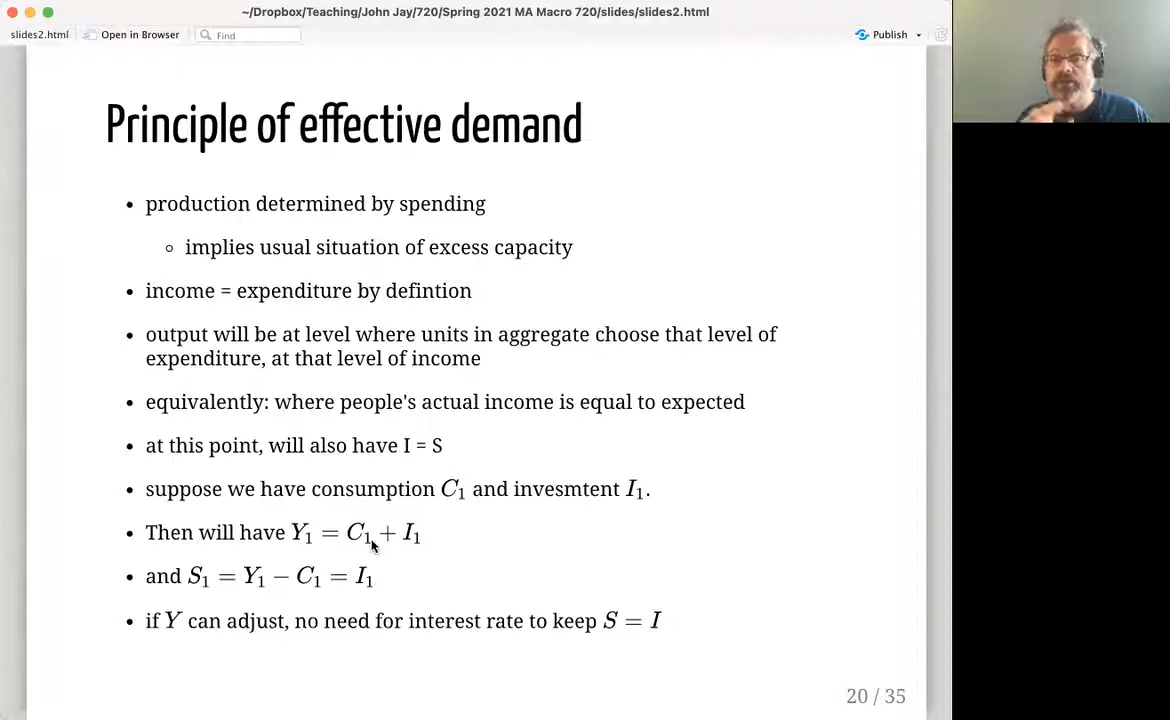 ~/Dropbox/Teaching/John Jay/720/Spring 2021 MA Macro 720/slides/slides2.html
slides2.html Open in Browser Find Publish
Principle of effective demand
• production determined by spending
◦ implies usual situation of excess capacity
• income = expenditure by defintion
• output will be at level where units in aggregate choose that level of
expenditure, at that level of income
• equivalently: where people's actual income is equal to expected
• at this point, will also have I = S
• suppose we have consumption C₁ and invesmtent I₁.
• Then will have Y₁ = C₁ + I₁
• and S₁ = Y₁ − C₁ = I₁
• if Y can adjust, no need for interest rate to keep S = I
20 / 35